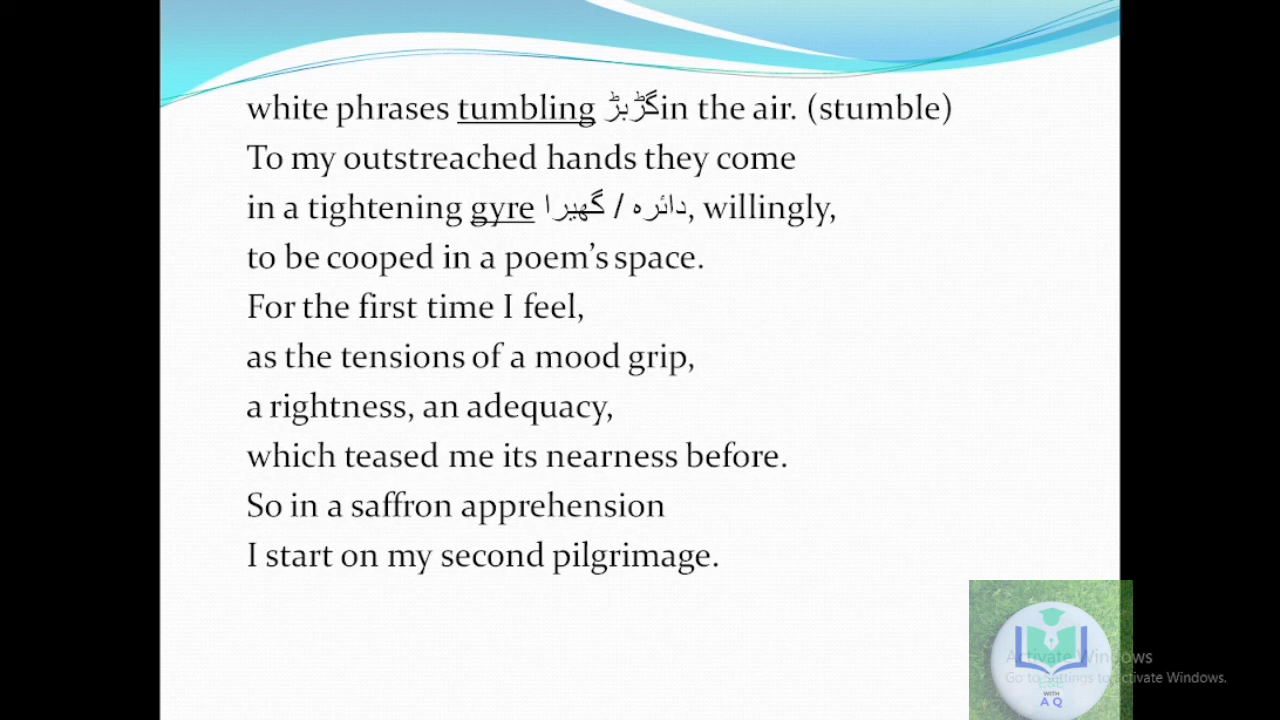 white phrases tumbling گڑبڑ in the air. (stumble)
To my outstreached hands they come
in a tightening gyre دائرہ / گھیرا, willingly,
to be cooped in a poem’s space.
For the first time I feel,
as the tensions of a mood grip,
a rightness, an adequacy,
which teased me its nearness before.
So in a saffron apprehension
I start on my second pilgrimage.
Activate Windows
Go to Settings to activate Windows.
WITH
A Q